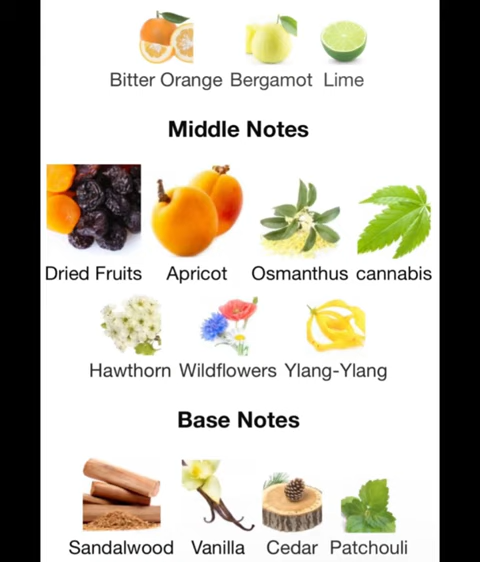 Bitter Orange Bergamot Lime
Middle Notes
Dried Fruits Apricot Osmanthus cannabis
Hawthorn Wildflowers Ylang-Ylang
Base Notes
Sandalwood Vanilla Cedar Patchouli